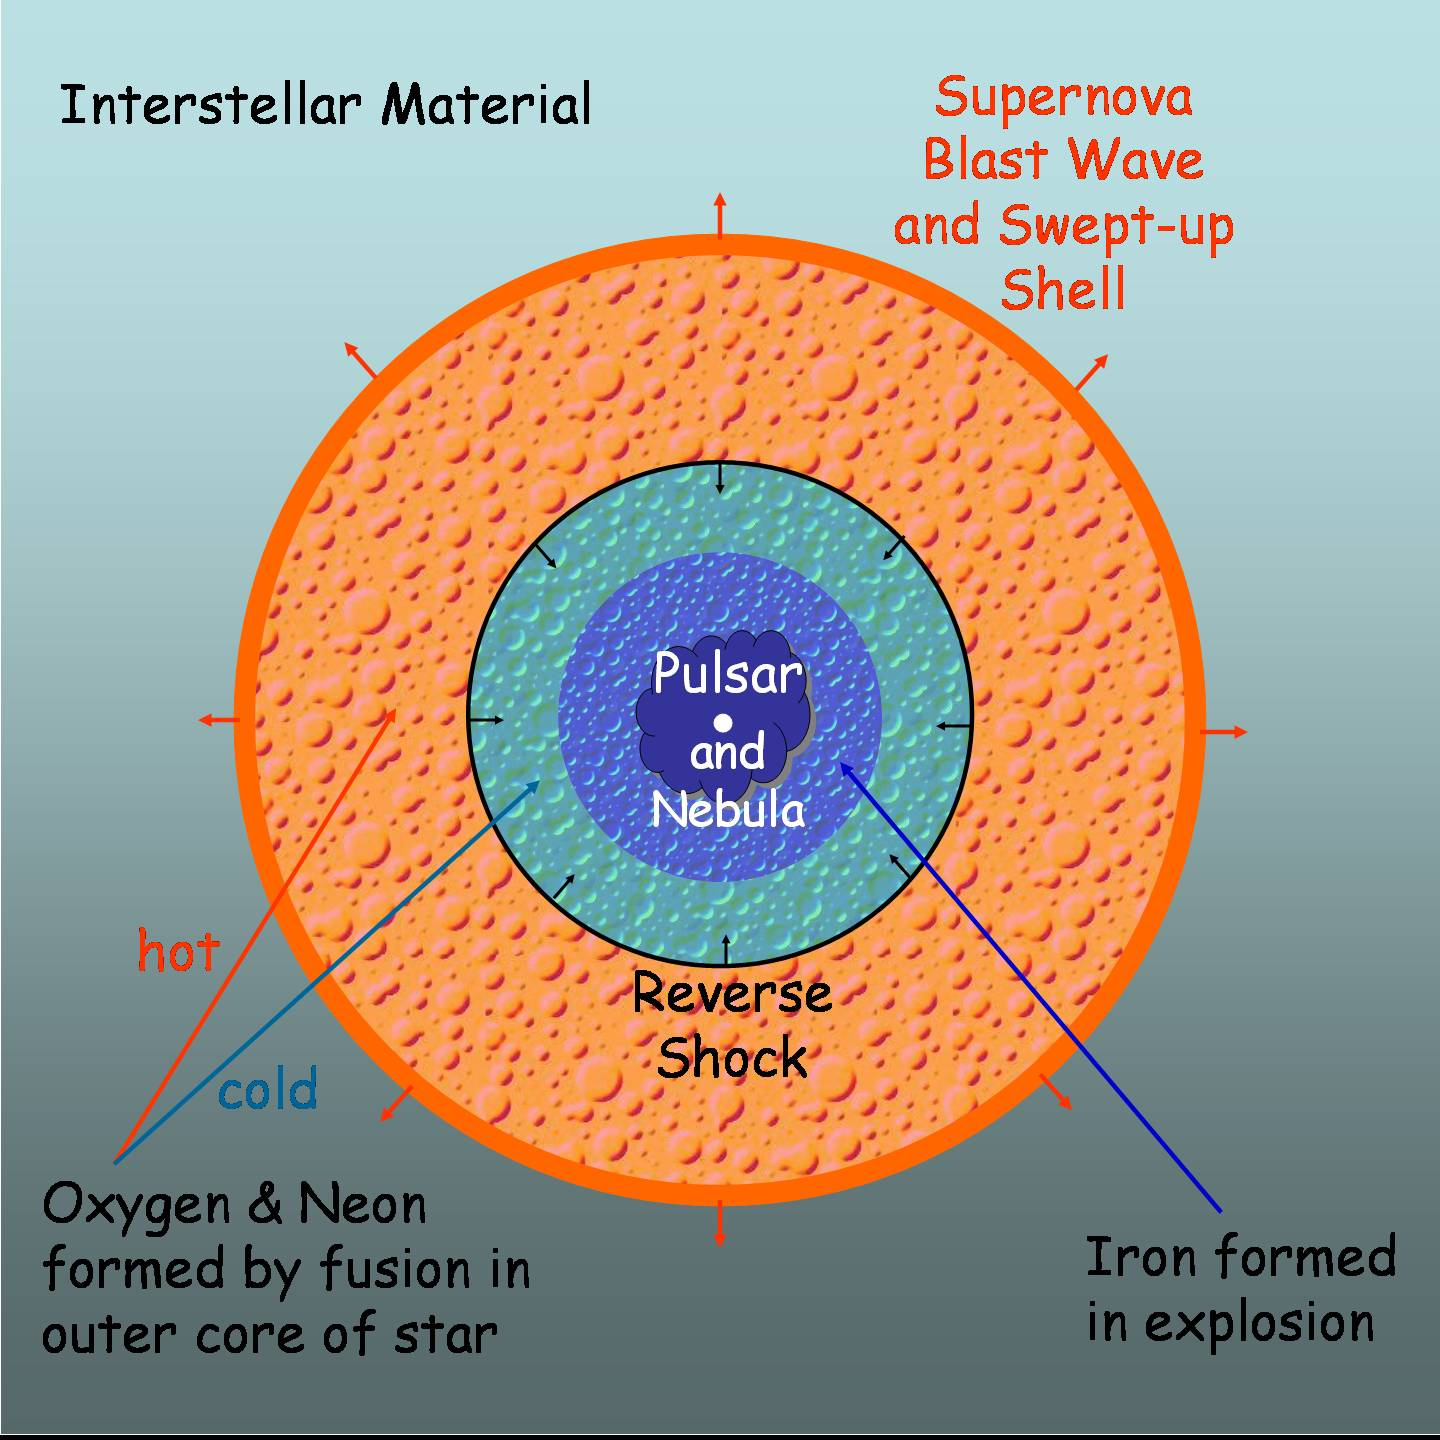 Interstellar Material
Supernova
Blast Wave
and Swept-up
Shell
Pulsar
and
Nebula
hot
Reverse
Shock
cold
Oxygen & Neon
formed by fusion in
outer core of star
Iron formed
in explosion